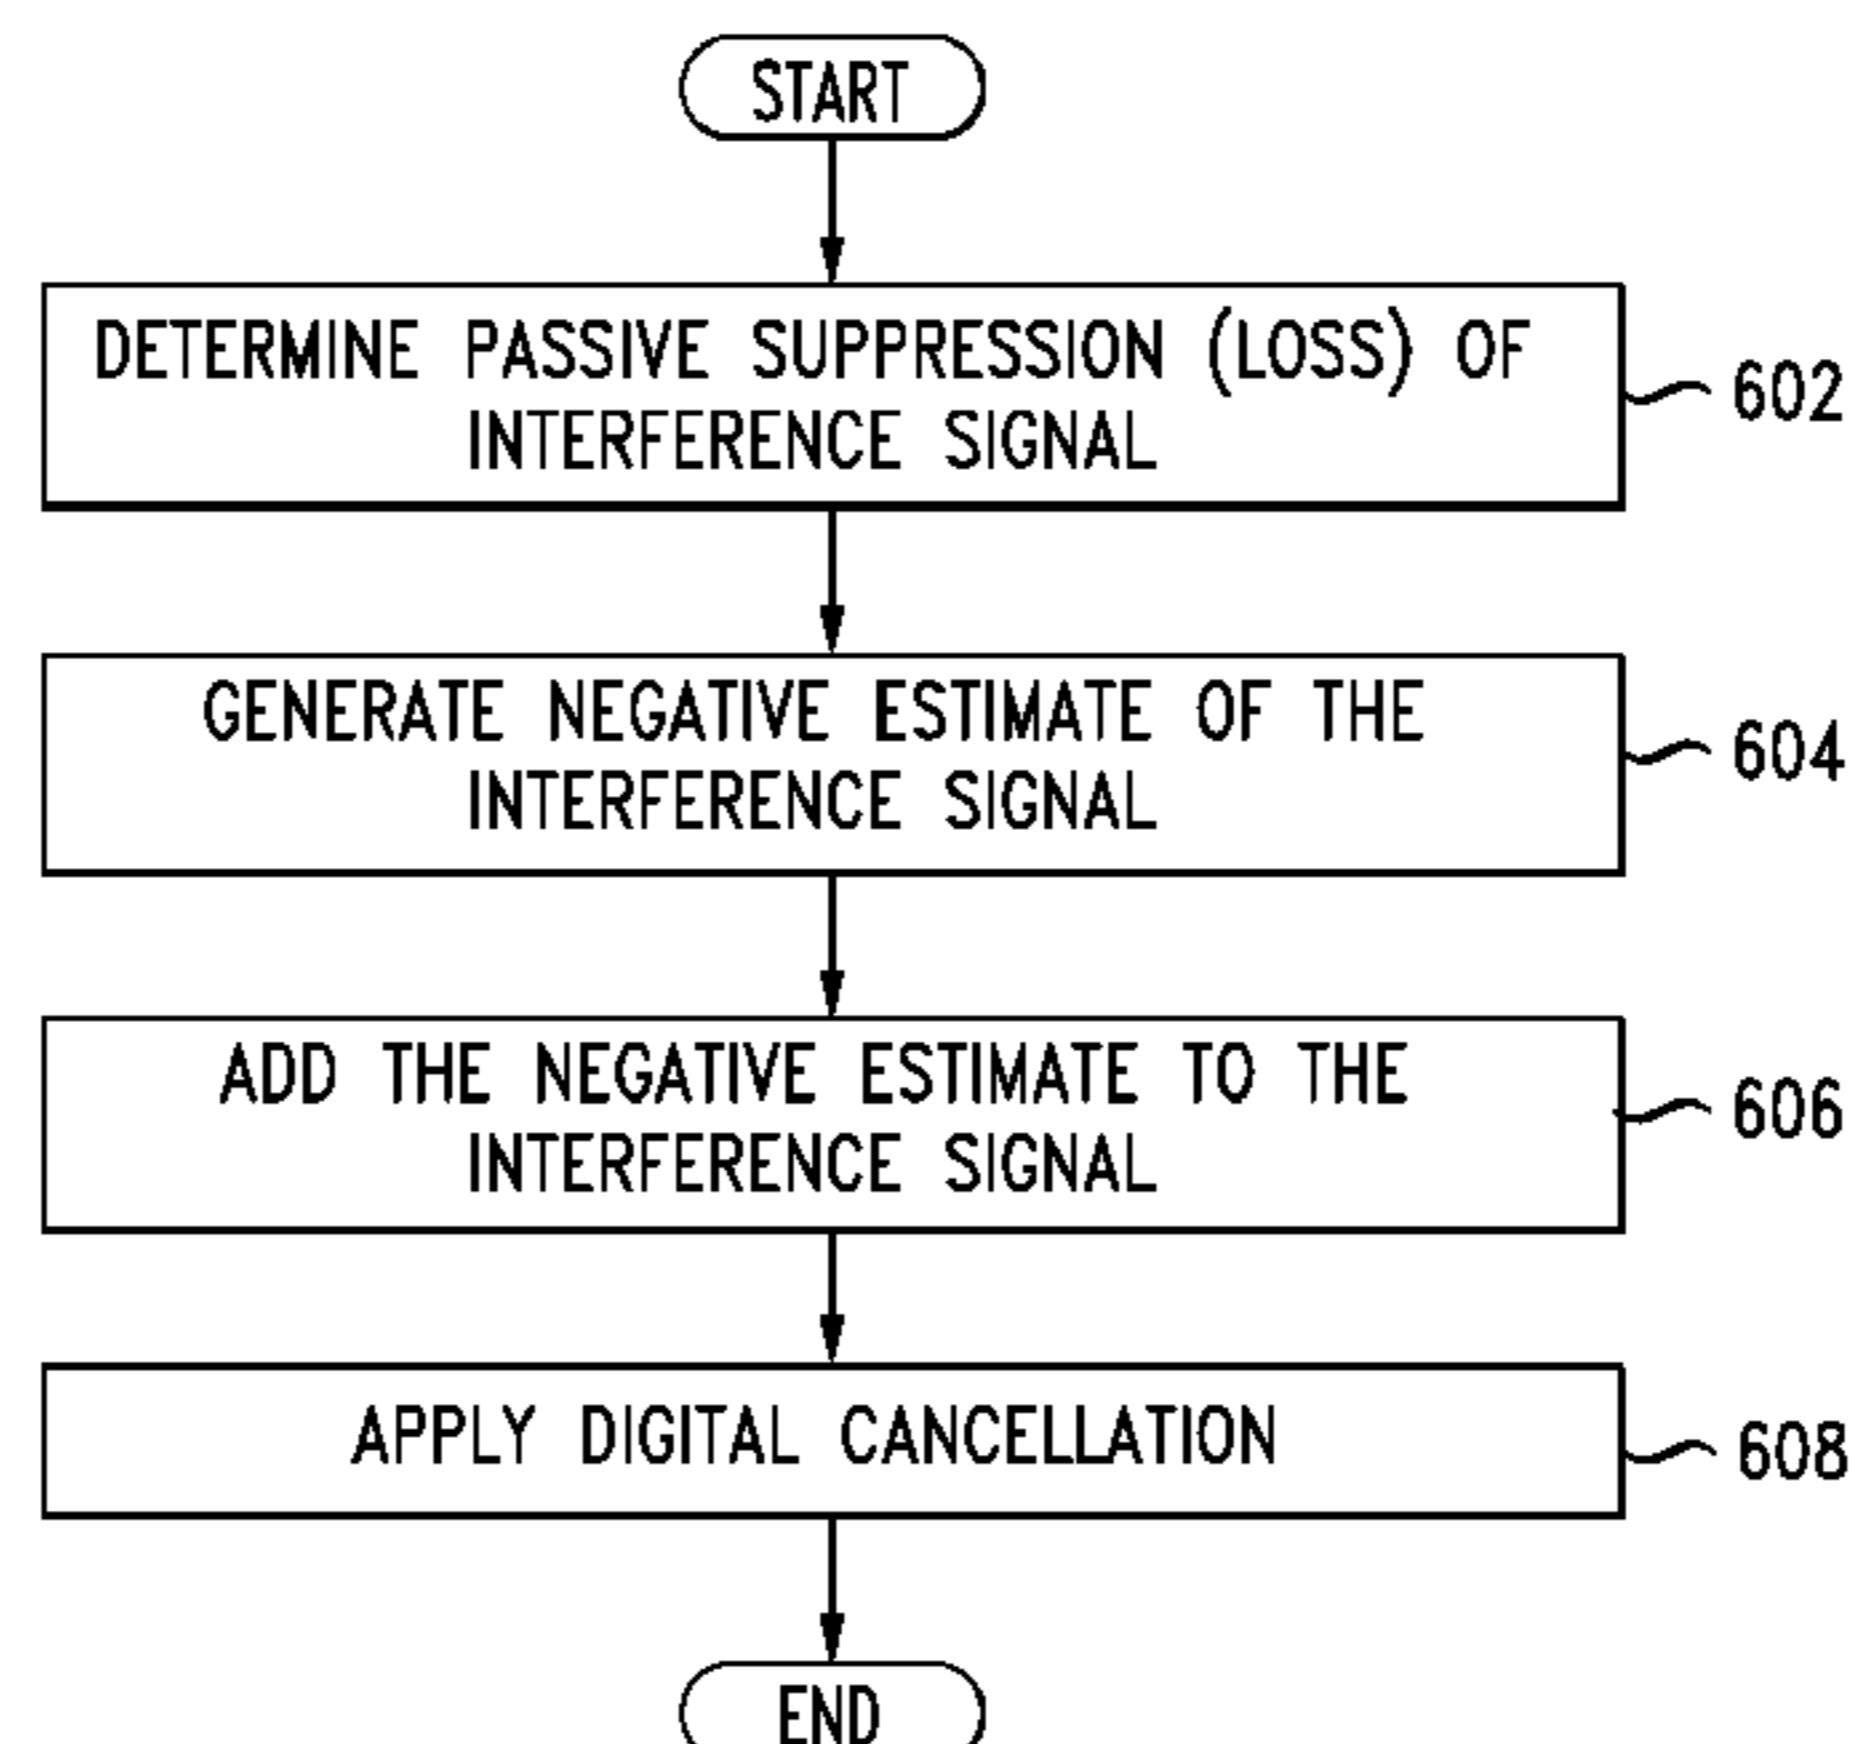 START
DETERMINE PASSIVE SUPPRESSION (LOSS) OF
INTERFERENCE SIGNAL
602
GENERATE NEGATIVE ESTIMATE OF THE
INTERFERENCE SIGNAL
604
ADD THE NEGATIVE ESTIMATE TO THE
INTERFERENCE SIGNAL
606
APPLY DIGITAL CANCELLATION
608
END